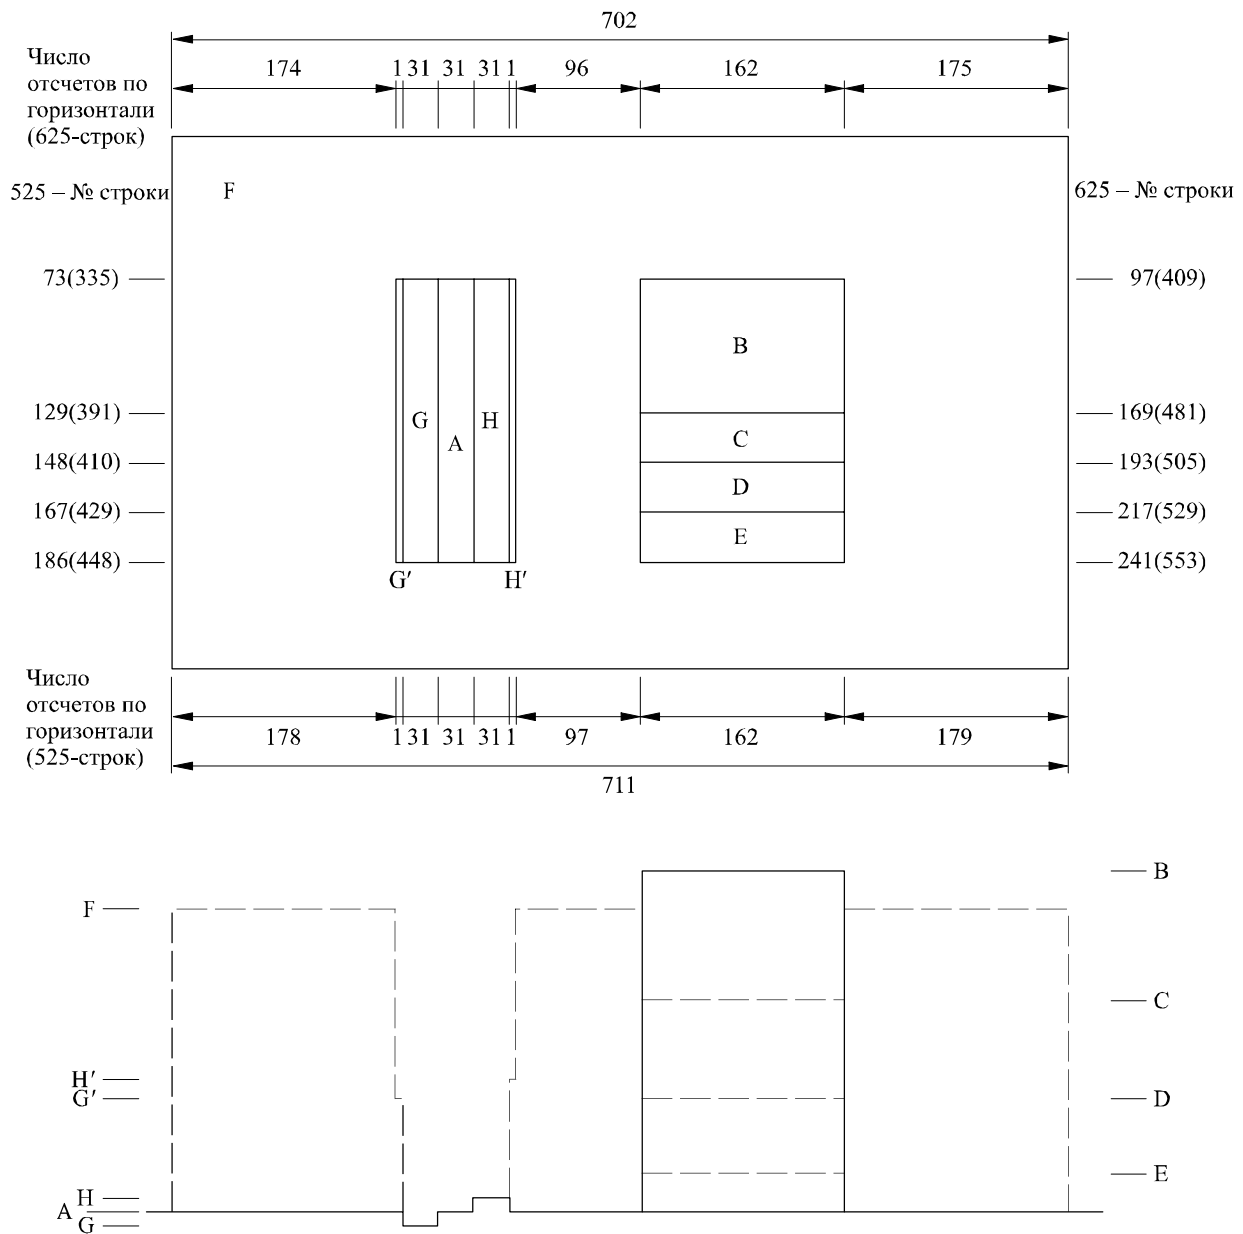 702
Число
отсчетов по
горизонтали
(625-строк)
174 1 31 31 31 1 96 162 175
525 – № строки F 625 – № строки
73(335) 97(409)
B
129(391) 169(481)
G A H C
148(410) 193(505)
D
167(429) 217(529)
E
186(448) 241(553)
G′ H′
Число
отсчетов по
горизонтали
(525-строк)
178 1 31 31 31 1 97 162 179
711
B
F
C
H′
G′ D
E
H
A
G